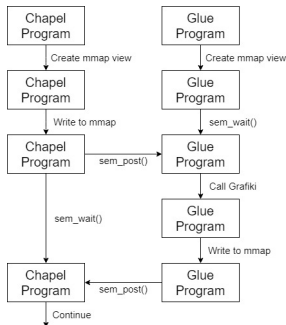 Chapel
Program
Glue
Program
Create mmap view
Create mmap view
Chapel
Program
Glue
Program
Write to mmap
sem_wait()
Chapel
Program
Glue
Program
sem_post()
Call Grafiki
Glue
Program
sem_wait()
Write to mmap
Chapel
Program
Glue
Program
sem_post()
Continue